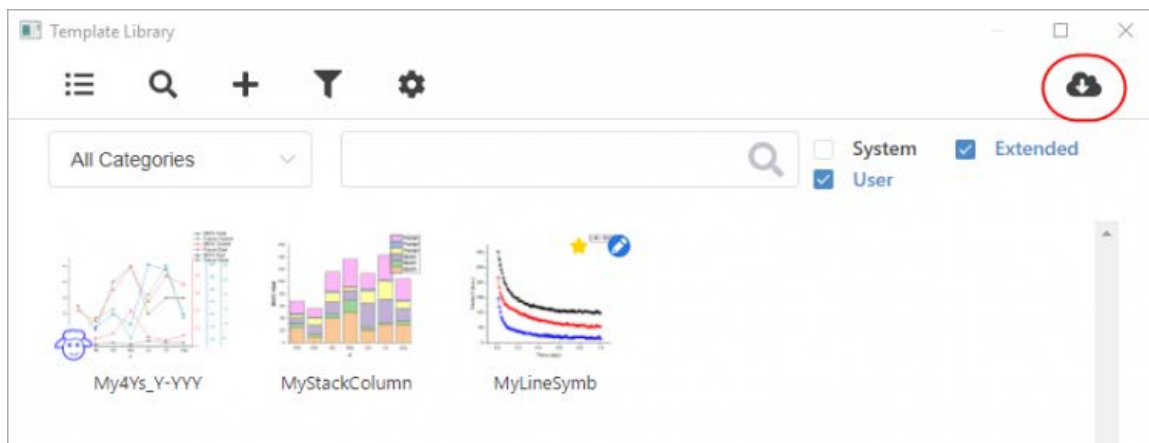 Template Library
All Categories
System
Extended
User
My4Ys_Y-YYY
MyStackColumn
MyLineSymb